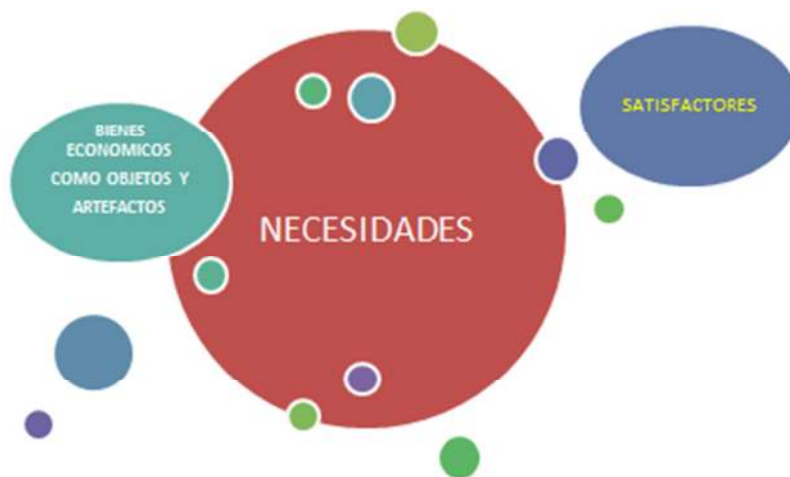 BIENES
ECONOMICOS
COMO OBJETOS Y
ARTEFACTOS
NECESIDADES
SATISFACTORES